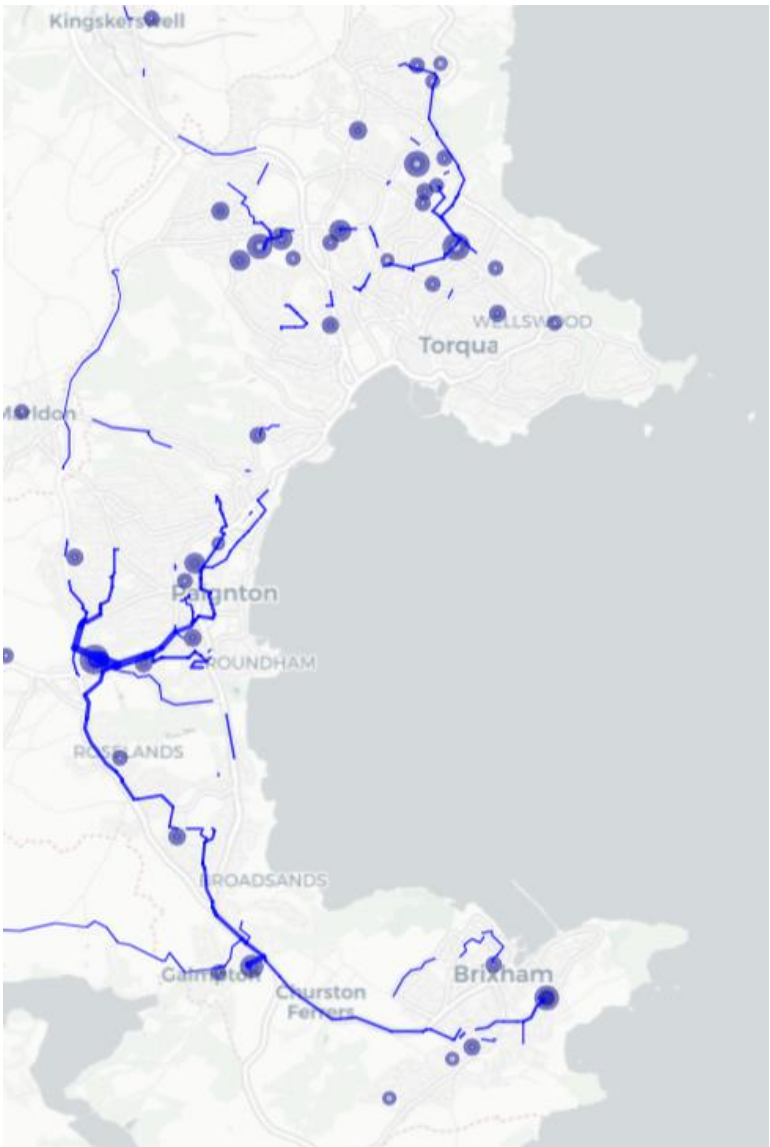 Kingskerswell
WELLSWOOD
Torqua
Marldon
Paignton
ROUNDHAM
ROSELANDS
BROADSANDS
Galmpton
Churston
Ferrers
Brixham